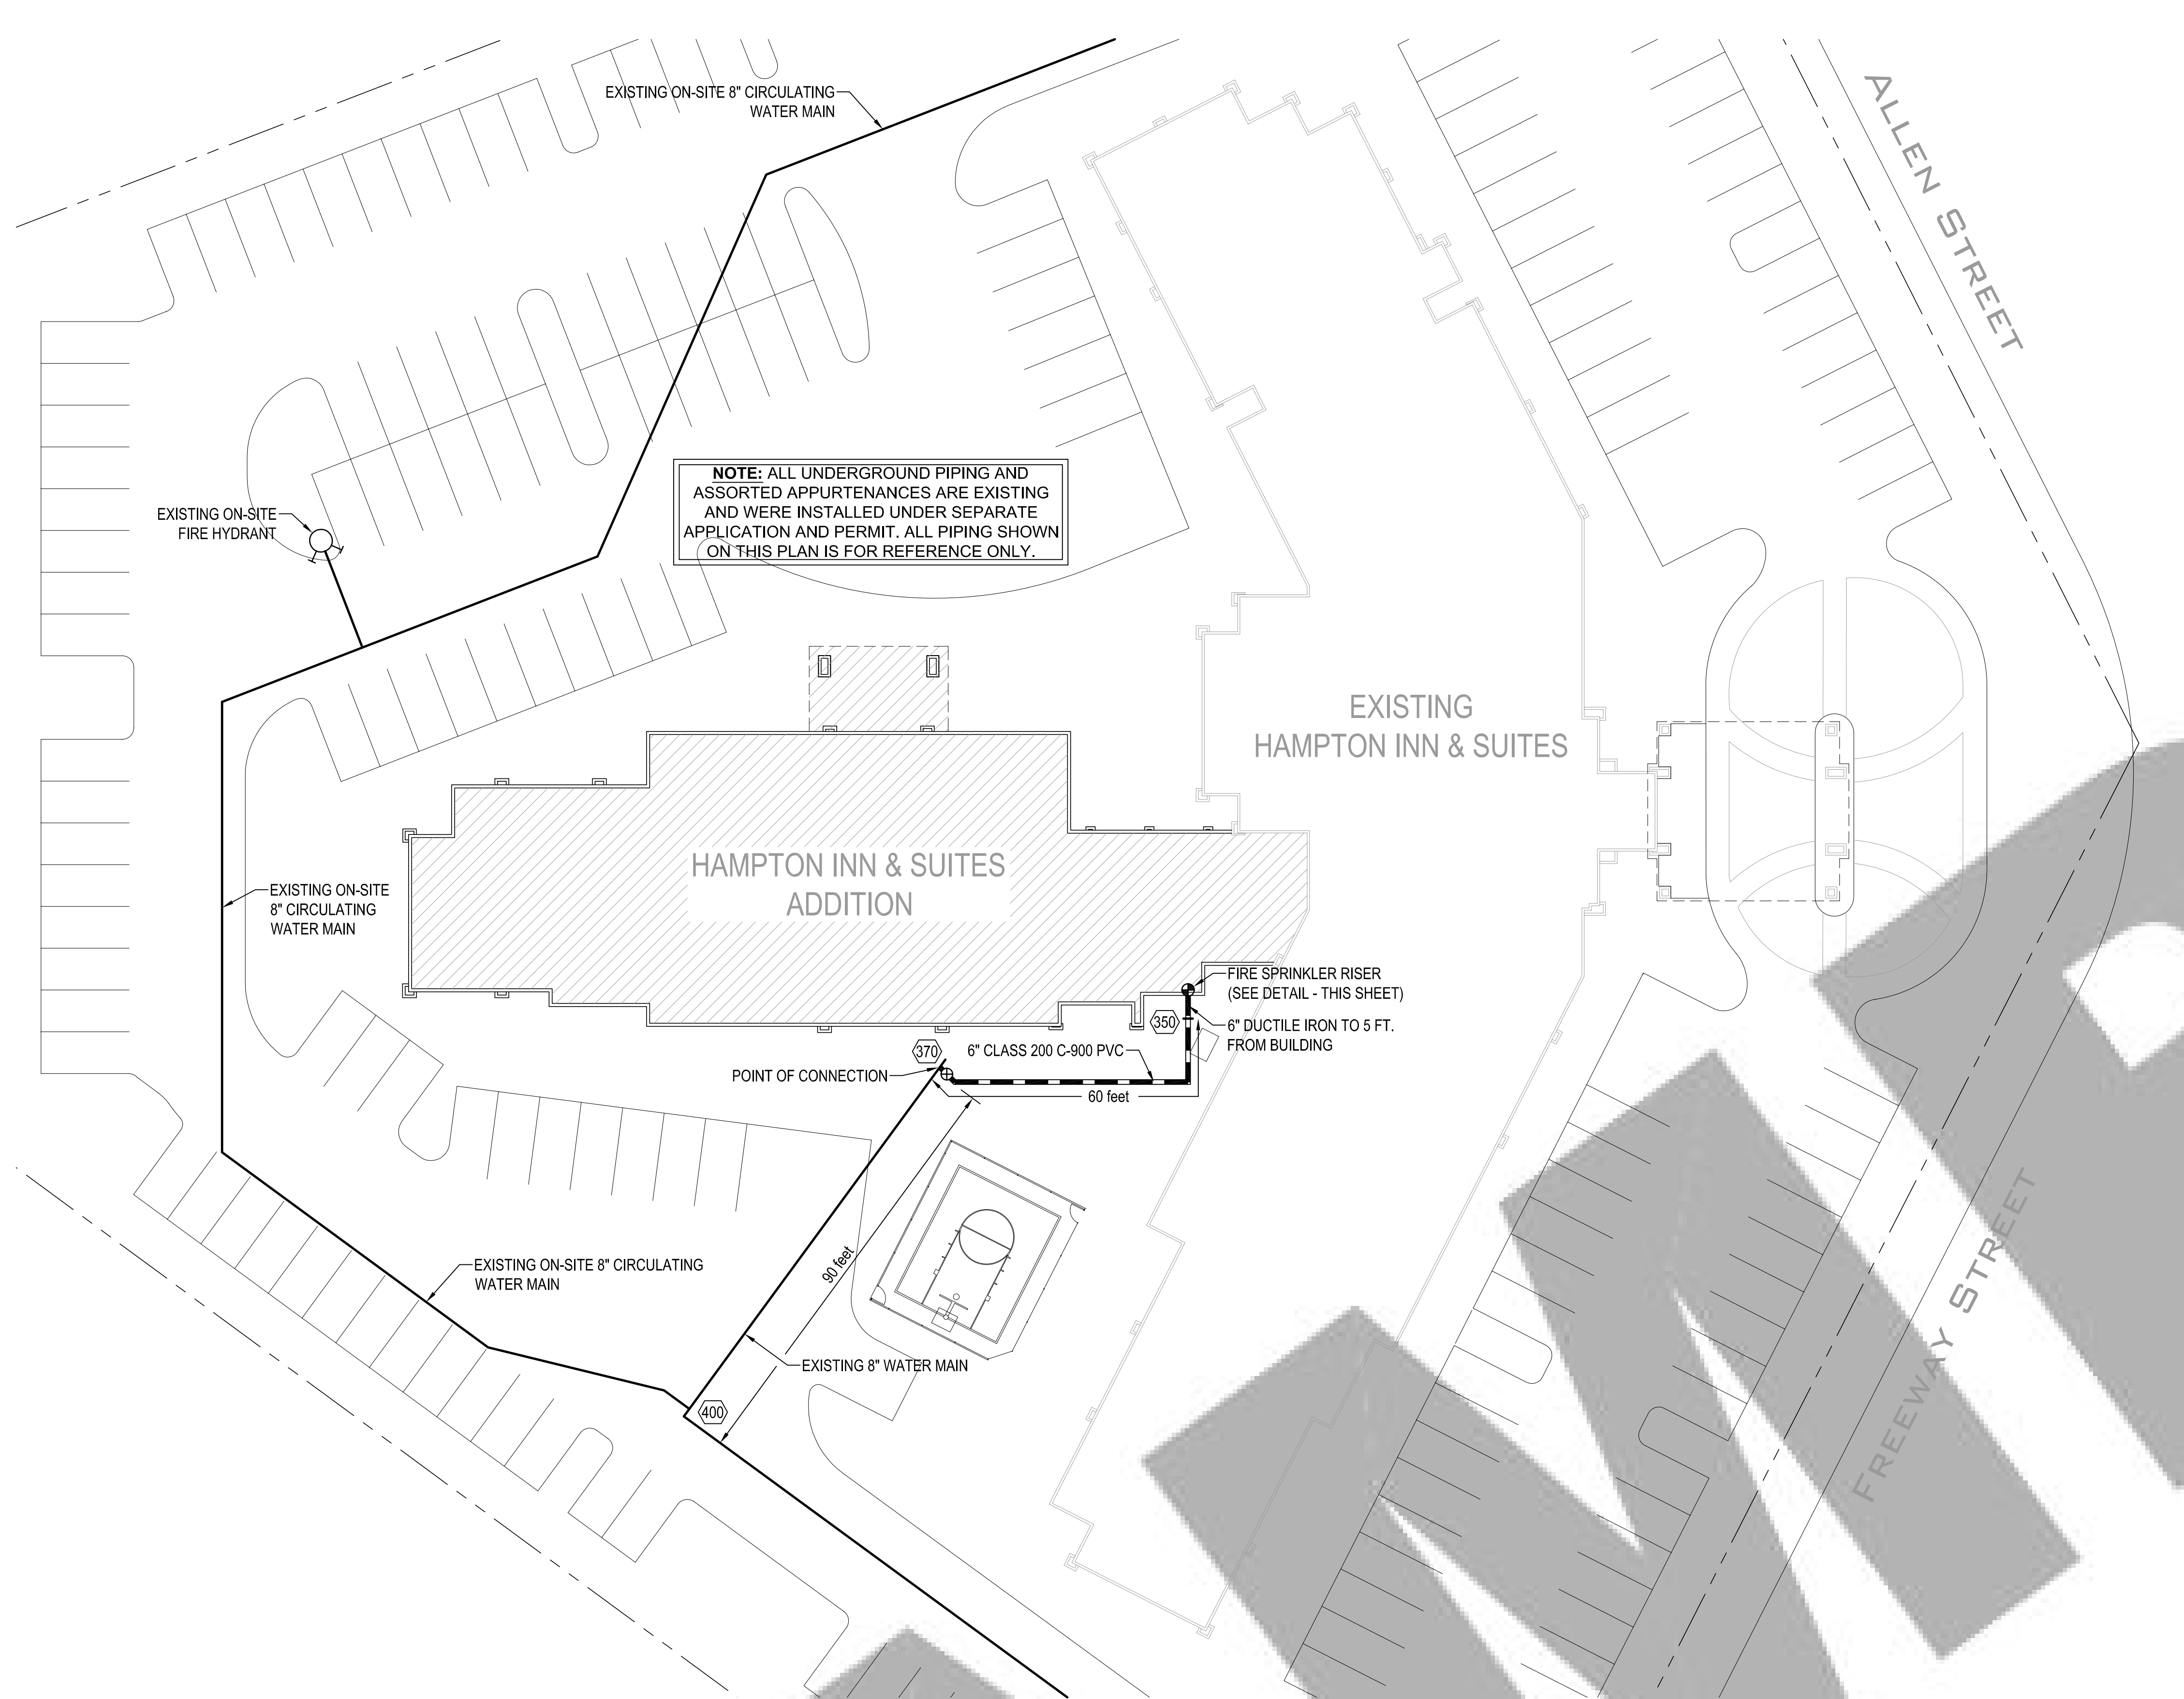 EXISTING ON-SITE 8" CIRCULATING
WATER MAIN
ALLEN STREET
NOTE: ALL UNDERGROUND PIPING AND
ASSORTED APPURTENANCES ARE EXISTING
AND WERE INSTALLED UNDER SEPARATE
APPLICATION AND PERMIT. ALL PIPING SHOWN
ON THIS PLAN IS FOR REFERENCE ONLY.
EXISTING ON-SITE
FIRE HYDRANT
EXISTING
HAMPTON INN & SUITES
HAMPTON INN & SUITES
ADDITION
EXISTING ON-SITE
8" CIRCULATING
WATER MAIN
FIRE SPRINKLER RISER
(SEE DETAIL - THIS SHEET)
350
6" DUCTILE IRON TO 5 FT.
FROM BUILDING
370
6" CLASS 200 C-900 PVC
POINT OF CONNECTION
60 feet
90 feet
EXISTING ON-SITE 8" CIRCULATING
WATER MAIN
EXISTING 8" WATER MAIN
400
FREEWAY STREET